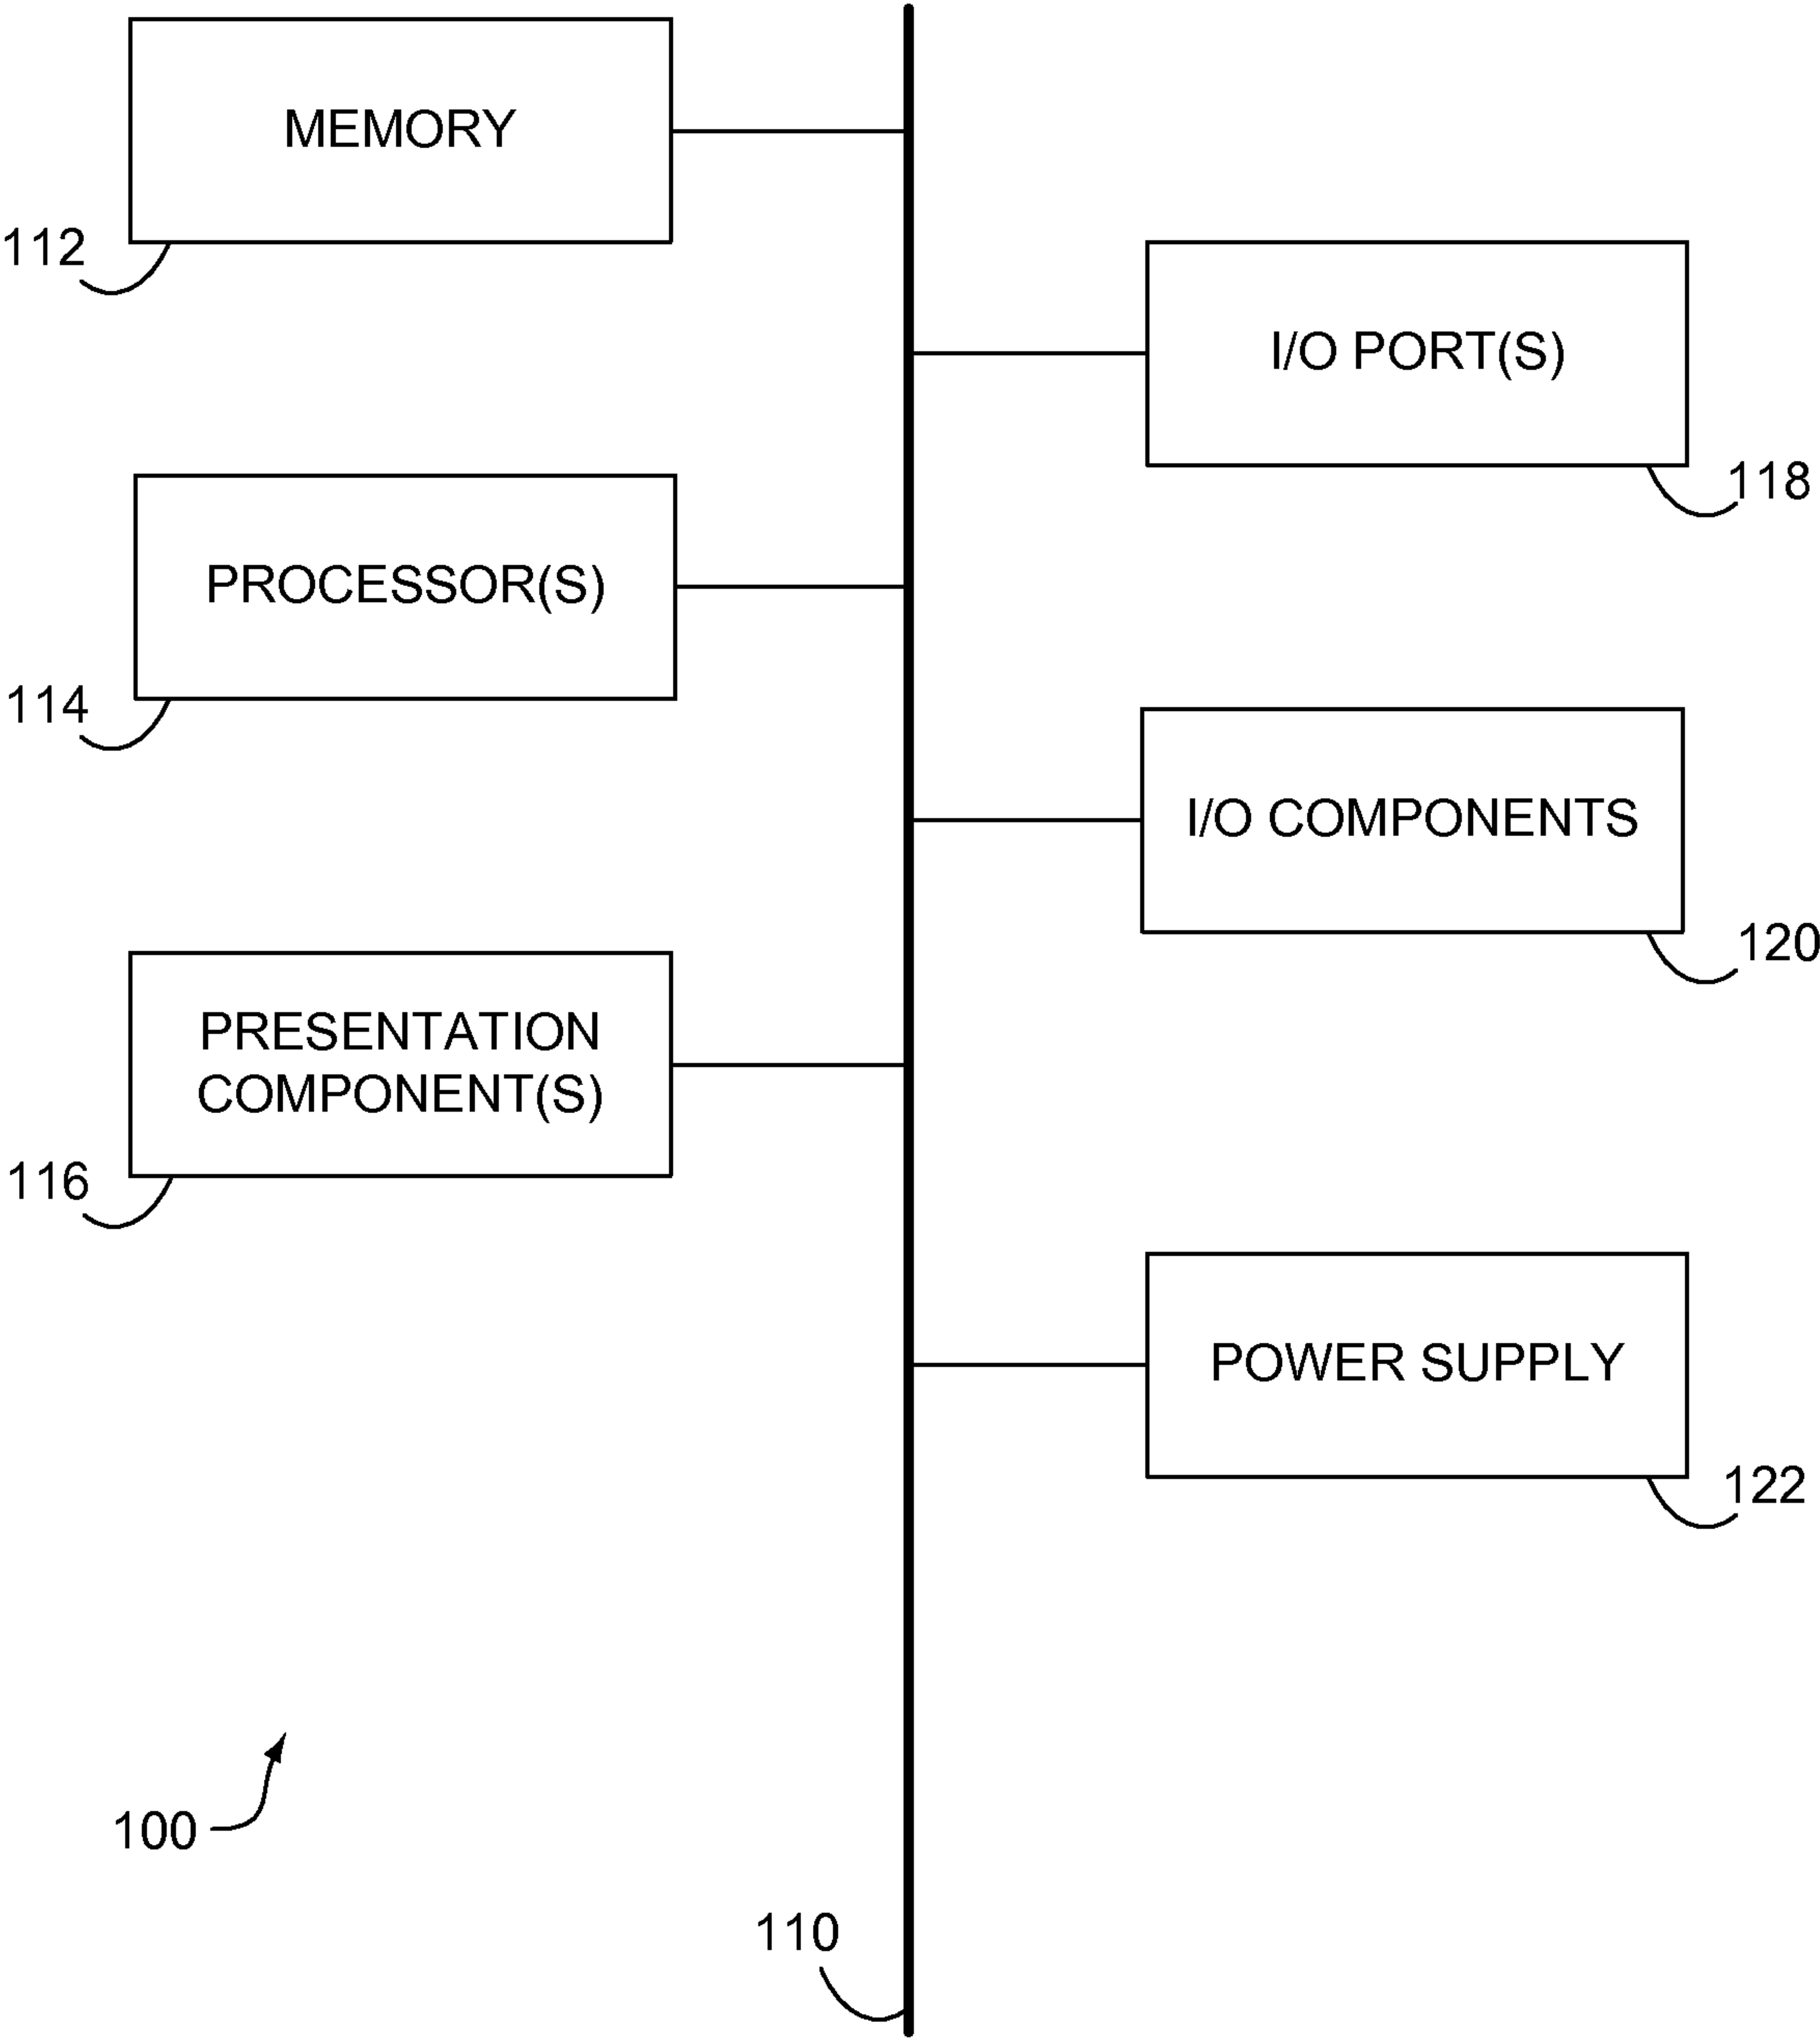 MEMORY
112
I/O PORT(S)
118
PROCESSOR(S)
114
I/O COMPONENTS
120
PRESENTATION
COMPONENT(S)
116
POWER SUPPLY
122
100
110